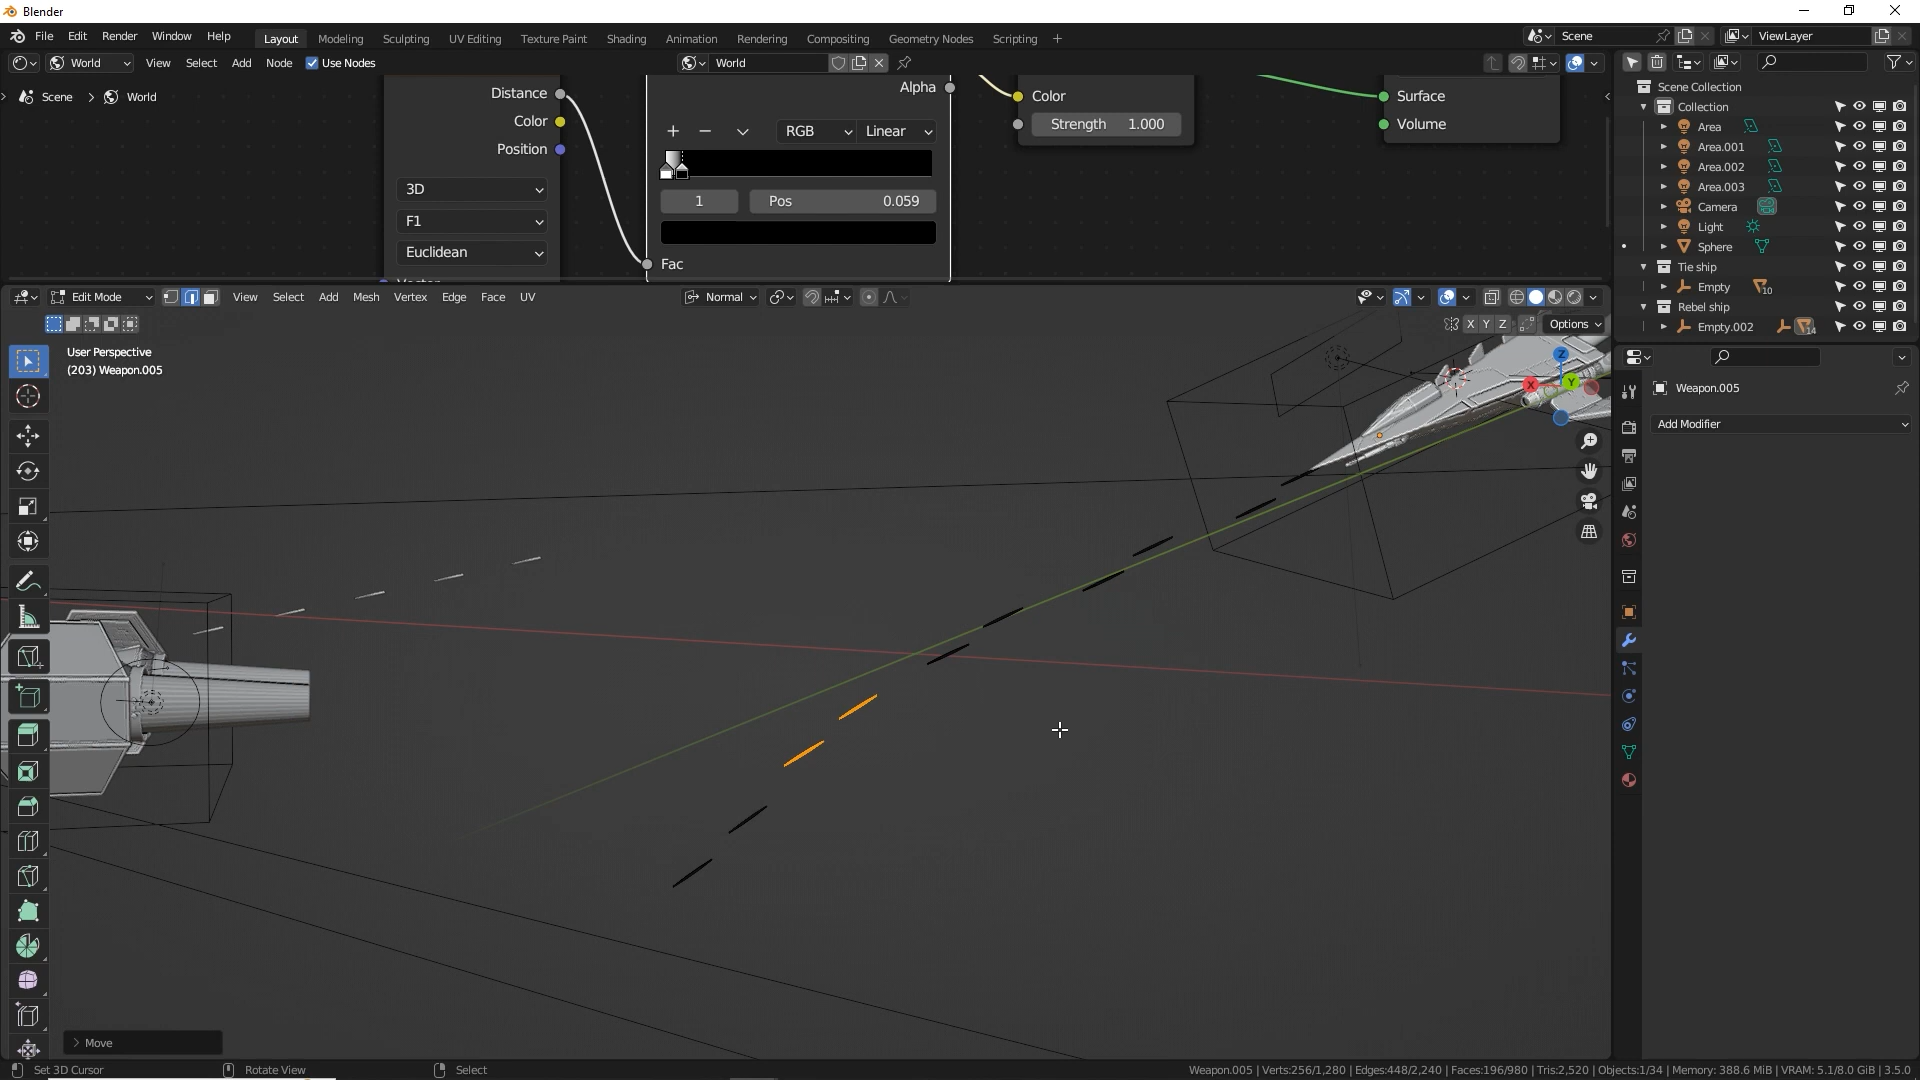 Blender
File Edit Render Window Help
Layout Modeling Sculpting UV Editing Texture Paint Shading Animation Rendering Compositing Geometry Nodes Scripting
Scene
ViewLayer
World View Select Add Node Use Nodes
World
Scene > World
Distance
Color
Position
3D
F1
Euclidean
Alpha
RGB Linear
1 Pos 0.059
Fac
Color
Strength 1.000
Surface
Volume
Scene Collection
Collection
Area
Area.001
Area.002
Area.003
Camera
Light
Sphere
Tie ship
Empty 10
Rebel ship
Empty.002 14
Edit Mode View Select Add Mesh Vertex Edge Face UV
Normal
X Y Z Options
User Perspective
(203) Weapon.005
Z
X
Y
Weapon.005
Add Modifier
> Move
Set 3D Cursor Rotate View Select
Weapon.005 | Verts:256/1,280 | Edges:448/2,240 | Faces:196/980 | Tris:2,520 | Objects:1/34 | Memory: 388.6 MiB | VRAM: 5.1/8.0 GiB | 3.5.0